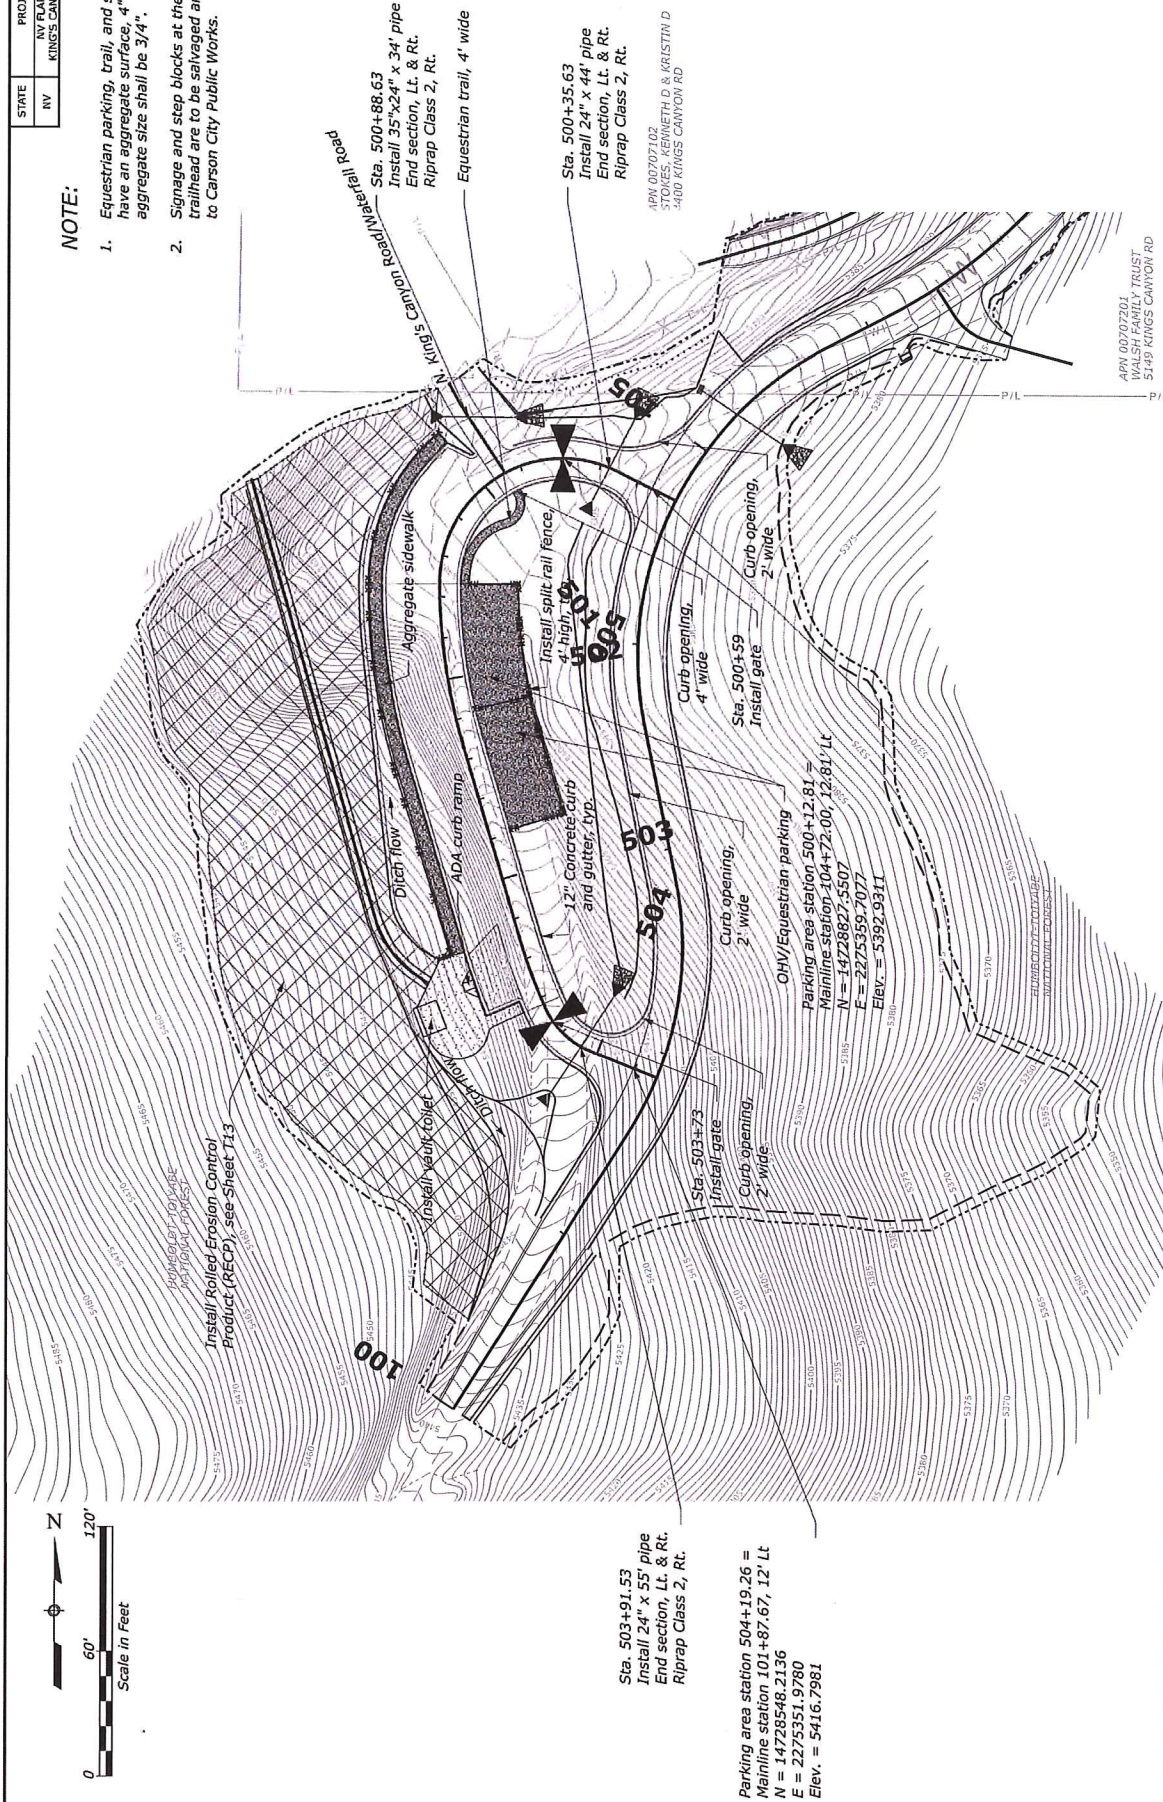 STATE
NV
NV FLA
KING'S CAN
NOTE:
1. Equestrian parking, trail, and
have an aggregate surface, 4"
aggregate size shall be 3/4".
2. Signage and step blocks at the
trailhead are to be salvaged
to Carson City Public Works.
King's Canyon Road/Waterfall Road
Sta. 500+88.63
Install 35"x24" x 34' pipe
End section, Lt. & Rt.
Riprap Class 2, Rt.
Equestrian trail, 4' wide
Sta. 500+35.63
Install 24" x 44' pipe
End section, Lt. & Rt.
Riprap Class 2, Rt.
APN 00707102
STOKES, KENNETH D & KRISTIN D
3400 KINGS CANYON RD
APN 00707201
WALSH FAMILY TRUST
5149 KINGS CANYON RD
P/L
P/L
Aggregate sidewalk
Ditch flow
ADA curb ramp
Install split rail fence,
4' high,
12" Concrete curb
and gutter, typ.
Curb opening,
2' wide
Curb opening,
4' wide
Sta. 500+59
Install gate
Curb opening,
2' wide
OHV/Equestrian parking
Parking area station 500+12.81 =
Mainline station 104+72.00, 12.81' Lt
N = 14728827.5507
E = 2275359.7077
Elev. = 5392.9311
503
504
501
505
100
Install Rolled Erosion Control
Product (RECP), see Sheet T13
HUMBOLDT-TOIYABE
NATIONAL FOREST
Install vault toilet
Ditch flow
Sta. 503+73
Install gate
Curb opening,
2' wide
HUMBOLDT-TOIYABE
NATIONAL FOREST
Sta. 503+91.53
Install 24" x 55' pipe
End section, Lt. & Rt.
Riprap Class 2, Rt.
Parking area station 504+19.26 =
Mainline station 101+87.67, 12' Lt
N = 14728548.2136
E = 2275351.9780
Elev. = 5416.7981
N
0 60' 120'
Scale in Feet